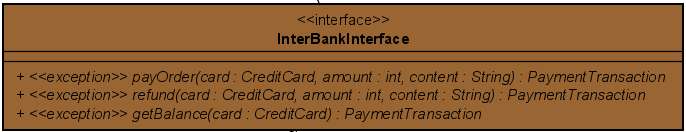 <<interface>>
InterBankInterface
+ <<exception>> payOrder(card : CreditCard, amount : int, content : String) : PaymentTransaction
+ <<exception>> refund(card : CreditCard, amount : int, content : String) : PaymentTransaction
+ <<exception>> getBalance(card : CreditCard) : PaymentTransaction